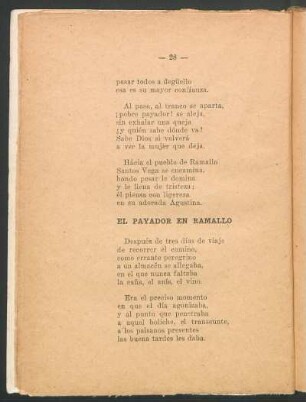 — 26 —
pasar todos a degüello
esa es su mayor confianza.
Al paso, al tranco se aparta,
¡pobre payador! se aleja,
sin exhalar una queja
¡y quién sabe dónde va!
Sabe Dios si volverá
a ver la mujer que deja.
Hácia el pueblo de Ramallo
Santos Vega se encamina,
hondo pesar le domina
y le llena de tristeza;
él piensa con ligereza
en su adorada Agustina.
EL PAYADOR EN RAMALLO
Después de tres días de viaje
de recorrer el camino,
como errante peregrino
a un almacén se allegaba,
en el que nunca faltaba
la caña, el anís, el vino.
Era el preciso momento
en que el día agonizaba,
y al punto que penetraba
a aquel boliche, el transeunte,
a los paisanos presentes
les buena tardes les daba.